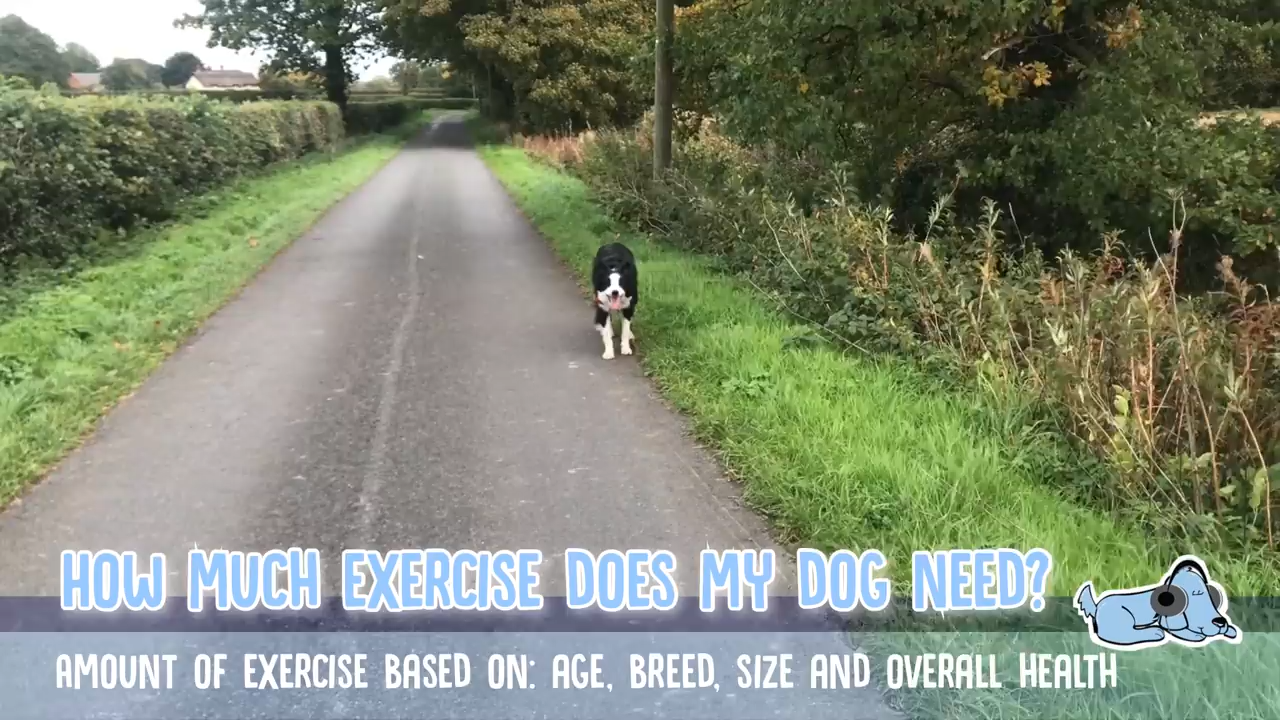 HOW MUCH EXERCISE DOES MY DOG NEED?
AMOUNT OF EXERCISE BASED ON: AGE, BREED, SIZE AND OVERALL HEALTH